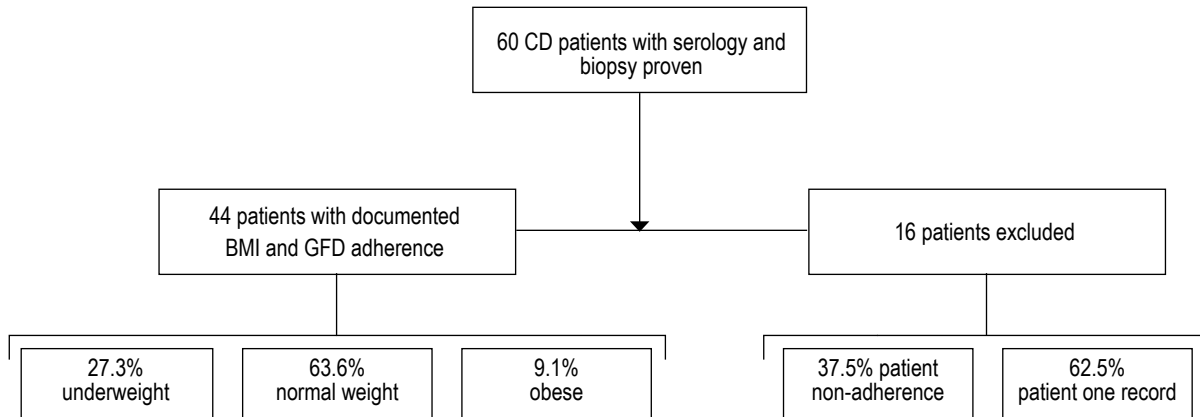 60 CD patients with serology and
biopsy proven
44 patients with documented
BMI and GFD adherence
16 patients excluded
27.3%
underweight
63.6%
normal weight
9.1%
obese
37.5% patient
non-adherence
62.5%
patient one record